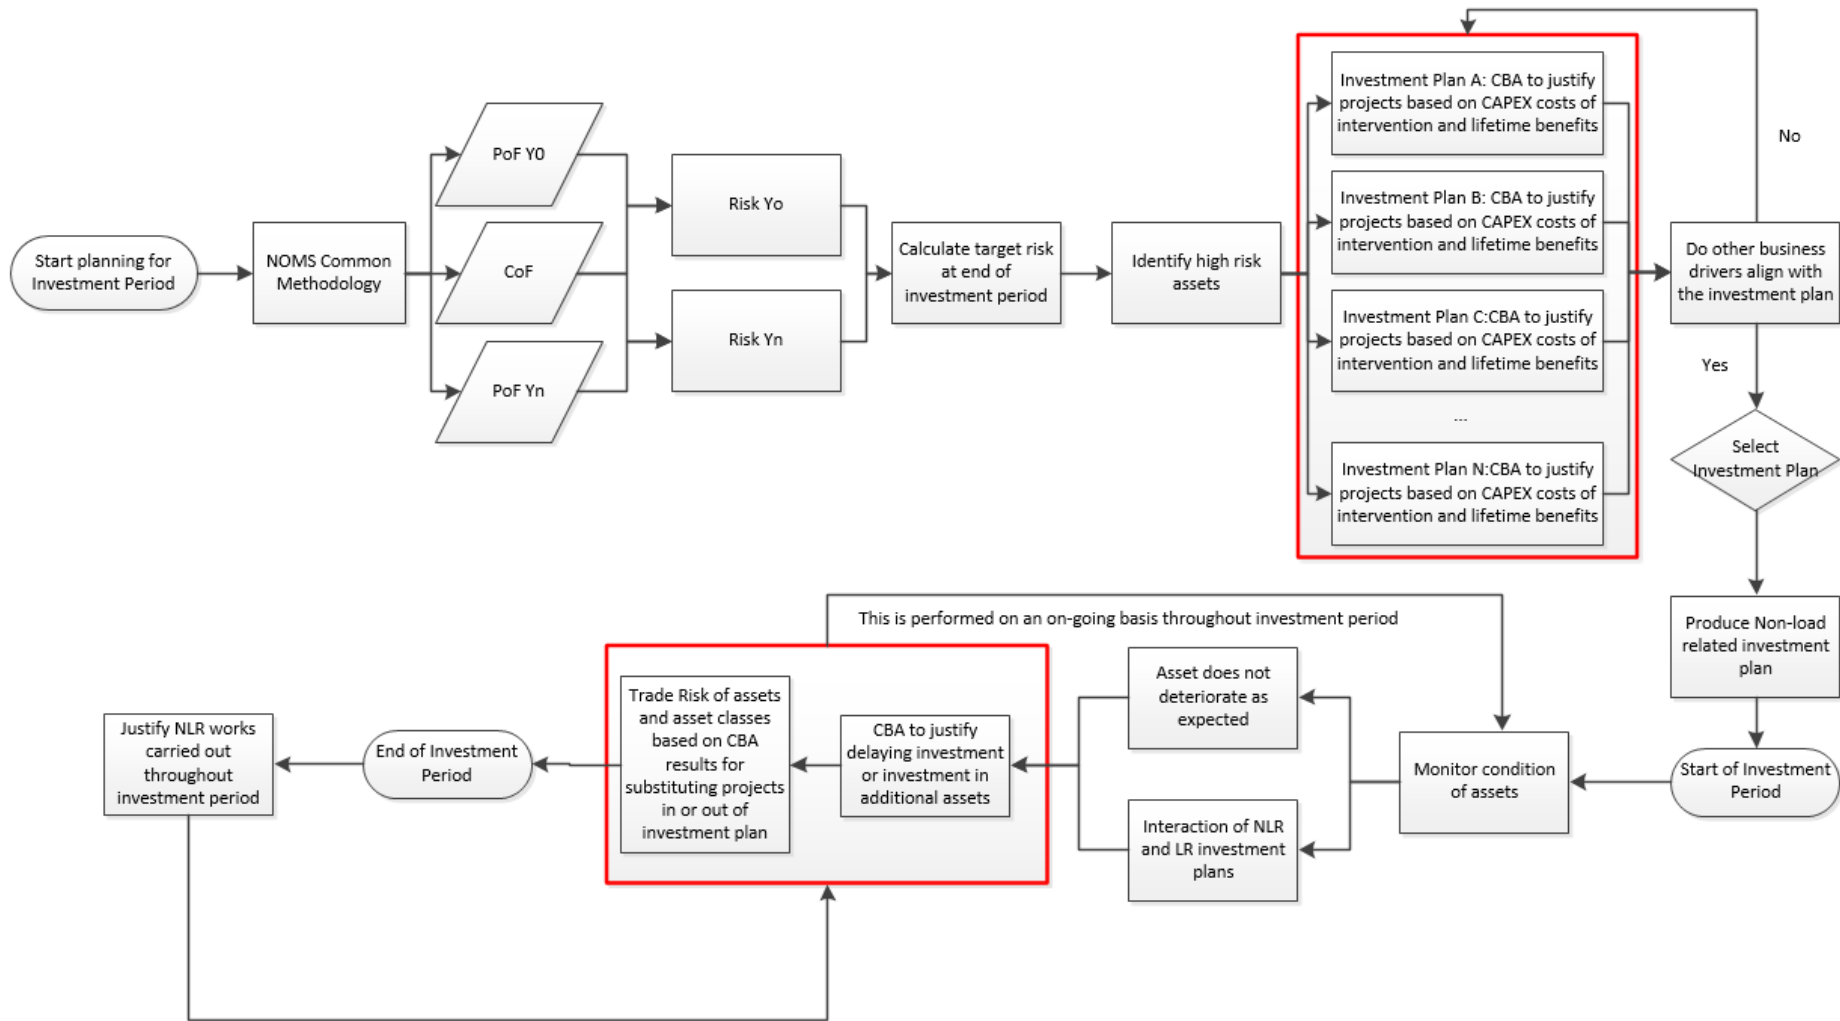 Start planning for
Investment Period
NOMS Common
Methodology
PoF Y0
CoF
PoF Yn
Risk Yo
Risk Yn
Calculate target risk
at end of
investment period
Identify high risk
assets
Investment Plan A: CBA to justify
projects based on CAPEX costs of
intervention and lifetime benefits
Investment Plan B: CBA to justify
projects based on CAPEX costs of
intervention and lifetime benefits
Investment Plan C:CBA to justify
projects based on CAPEX costs of
intervention and lifetime benefits
...
Investment Plan N:CBA to justify
projects based on CAPEX costs of
intervention and lifetime benefits
No
Do other business
drivers align with
the investment plan
Yes
Select
Investment Plan
Produce Non-load
related investment
plan
Start of Investment
Period
Monitor condition
of assets
This is performed on an on-going basis throughout investment period
Asset does not
deteriorate as
expected
Interaction of NLR
and LR investment
plans
CBA to justify
delaying investment
or investment in
additional assets
Trade Risk of assets
and asset classes
based on CBA
results for
substituting projects
in or out of
investment plan
End of Investment
Period
Justify NLR works
carried out
throughout
investment period